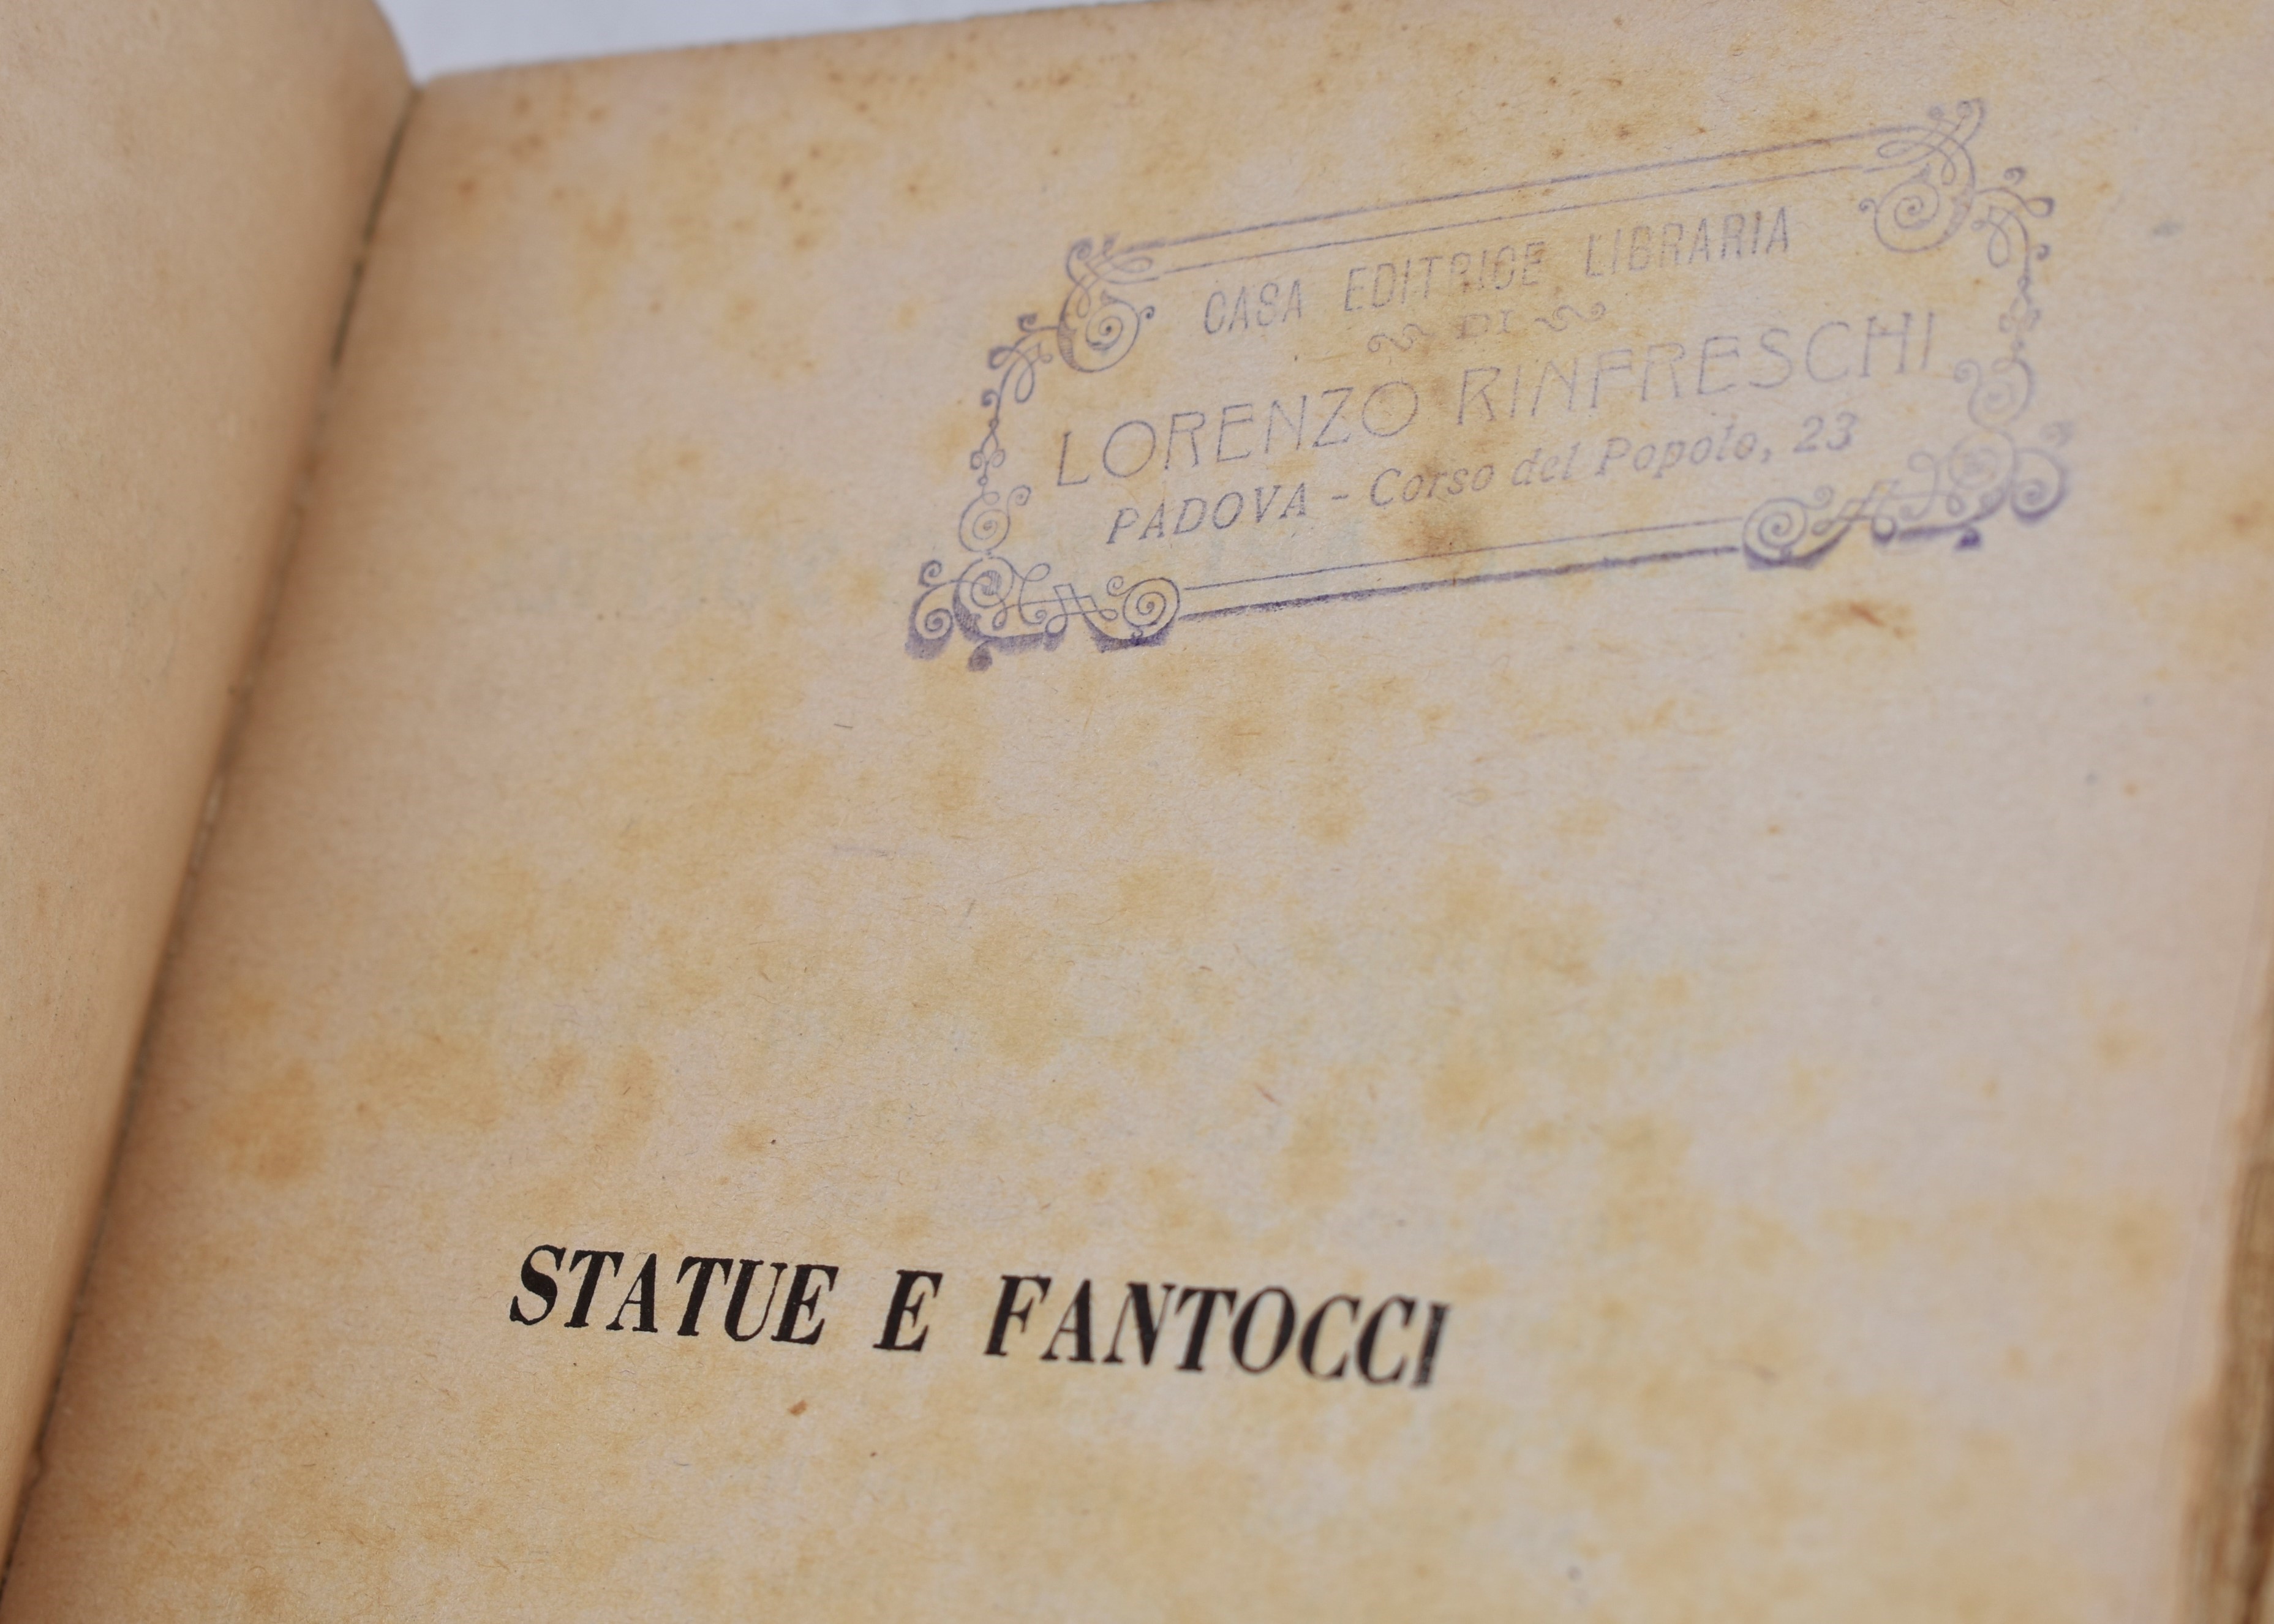 CASA EDITRICE LIBRARIA
DI
LORENZO RINFRESCHI
PADOVA - Corso del Popolo, 23
STATUE E FANTOCCI